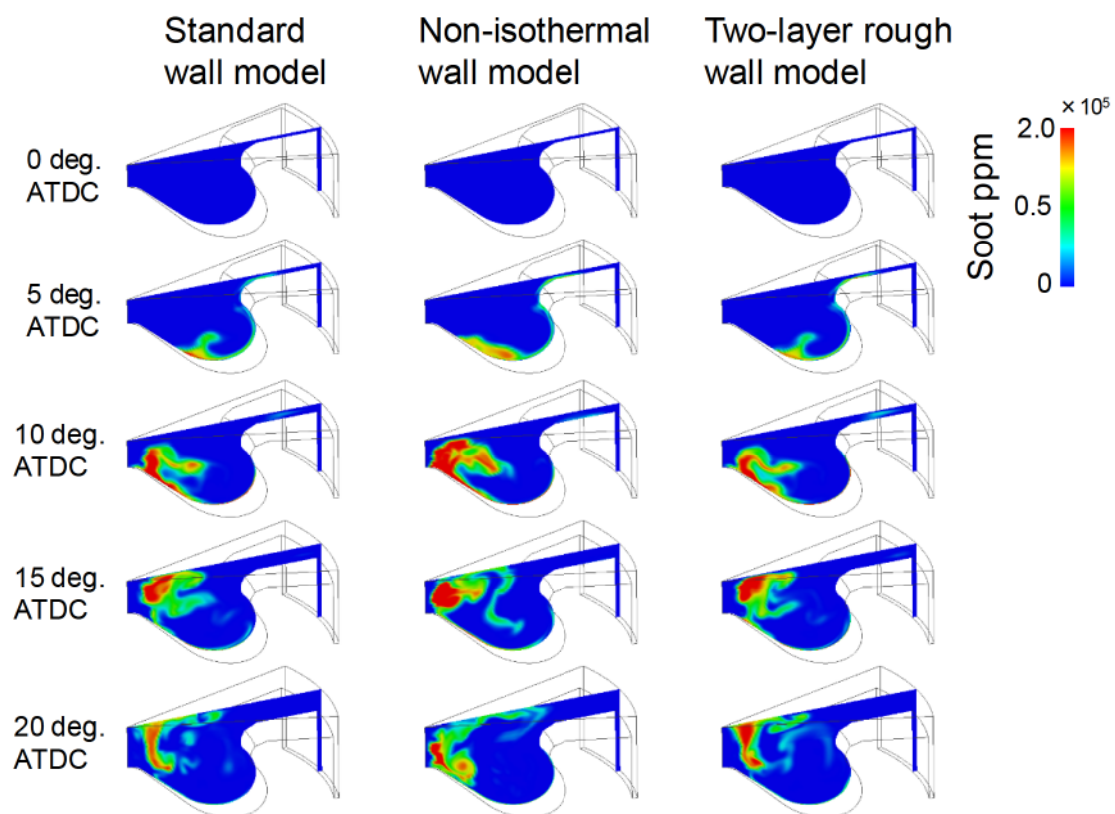 Standard
wall model
Non-isothermal
wall model
Two-layer rough
wall model
0 deg.
ATDC
5 deg.
ATDC
10 deg.
ATDC
15 deg.
ATDC
20 deg.
ATDC
× 10⁵
2.0
0.5
0
Soot ppm